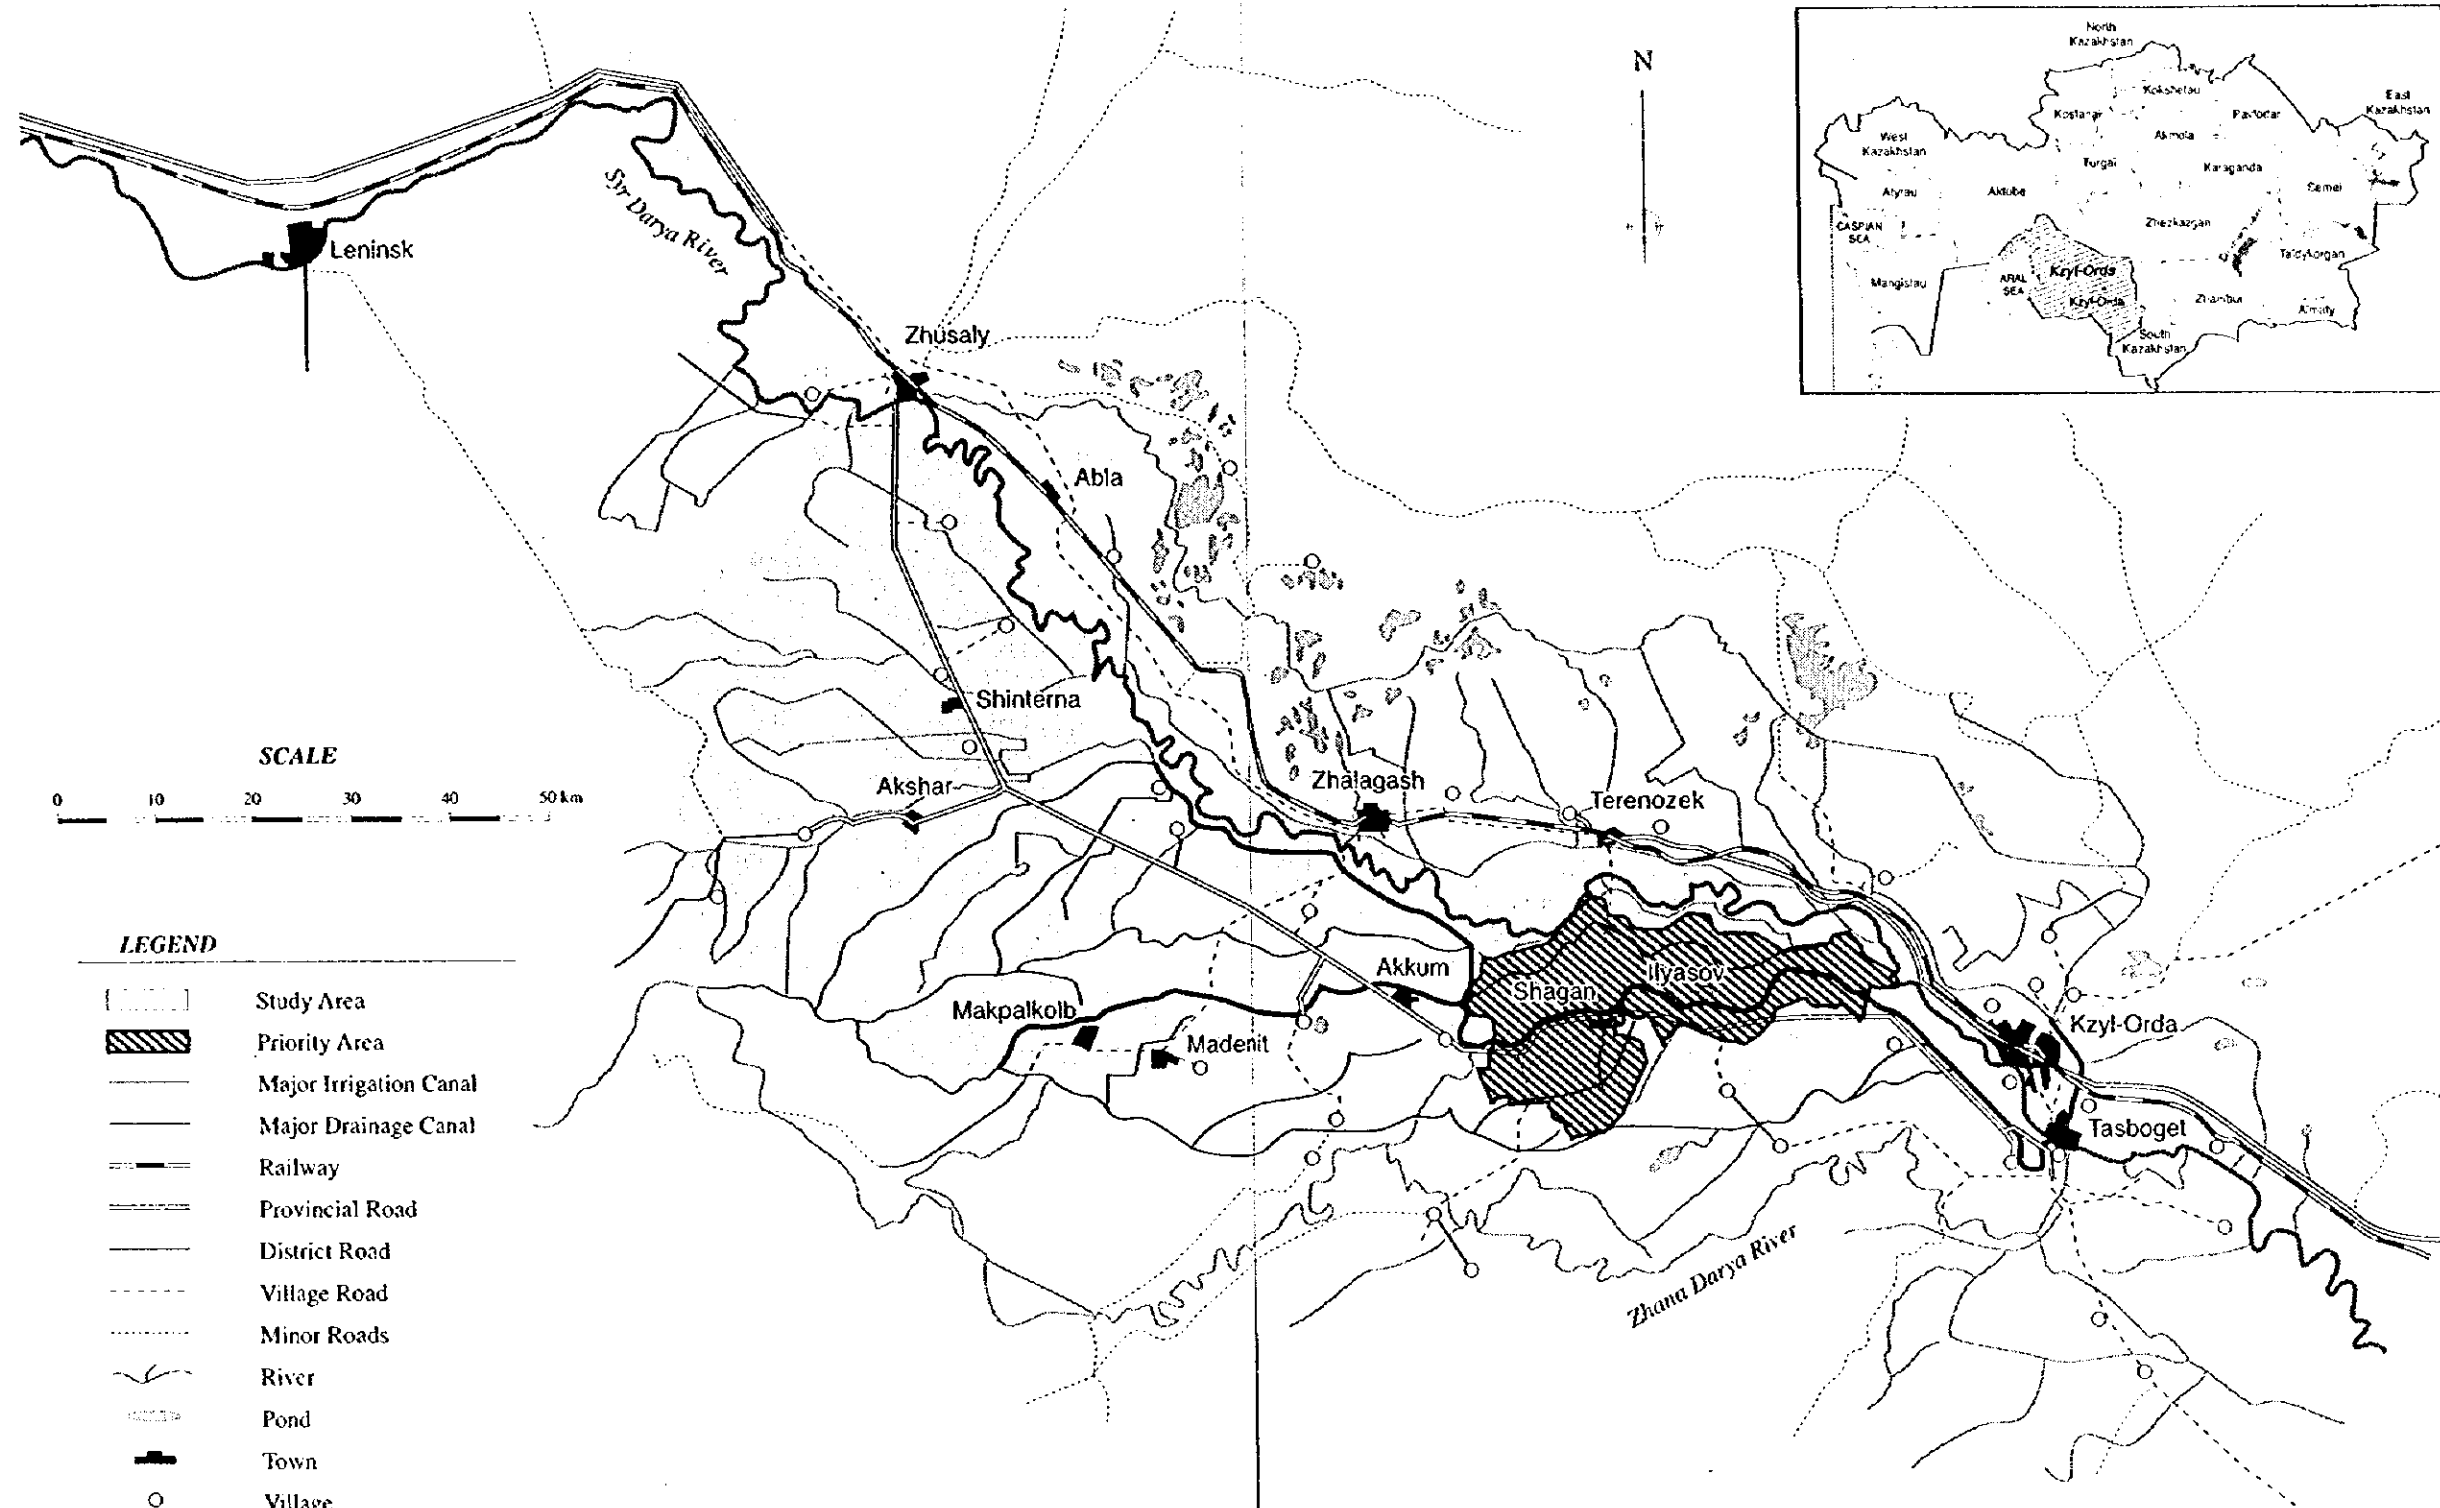 N
North
Kazakhstan
Kokshetau
East
Kazakhstan
Kostanai
Pavlodar
Akmola
West
Kazakhstan
Turgai
Karaganda
Semei
Atyrau
Aktube
Zhezkazgan
CASPIAN
SEA
Taldykorgan
Kzyl-Orda
ARAL
SEA
Mangistau
Kzyl-Orda
Zhambul
Almaty
South
Kazakhstan
Syr Darya River
Leninsk
Zhusaly
Abla
Shinterna
Akshar
Zhalagash
Terenozek
Akkum
Shagan
Ilyasov
Makpalkolb
Madenit
Kzyl-Orda
Tasboget
Zhana Darya River
SCALE
0 10 20 30 40 50 km
LEGEND
Study Area
Priority Area
Major Irrigation Canal
Major Drainage Canal
Railway
Provincial Road
District Road
Village Road
Minor Roads
River
Pond
Town
Village